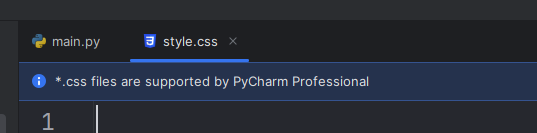 main.py style.css
*.css files are supported by PyCharm Professional
1